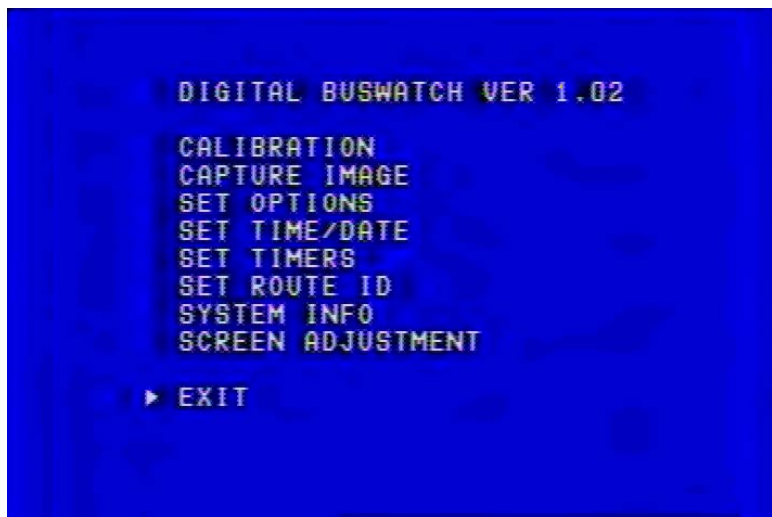 DIGITAL BUSWATCH VER 1.02
CALIBRATION
CAPTURE IMAGE
SET OPTIONS
SET TIME/DATE
SET TIMERS
SET ROUTE ID
SYSTEM INFO
SCREEN ADJUSTMENT
EXIT